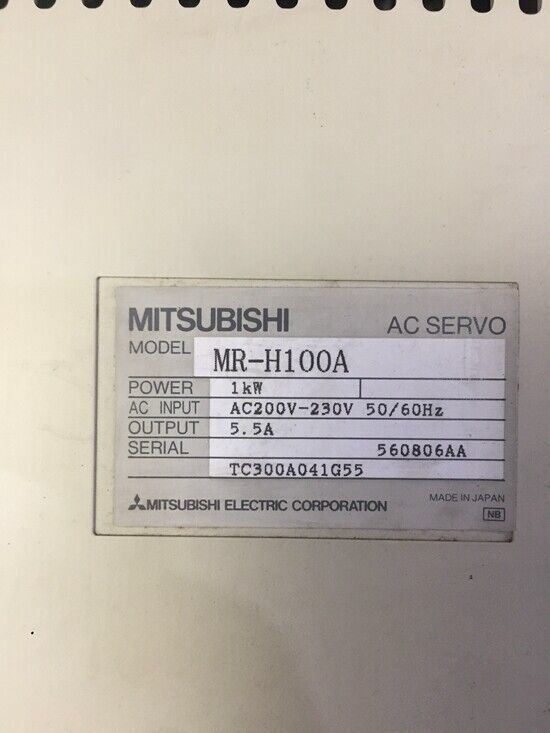 MITSUBISHI AC SERVO
MODEL MR-H100A
POWER 1kW
AC INPUT AC200V-230V 50/60Hz
OUTPUT 5.5A
SERIAL 560806AA
TC300A041G55
MITSUBISHI ELECTRIC CORPORATION MADE IN JAPAN
NB